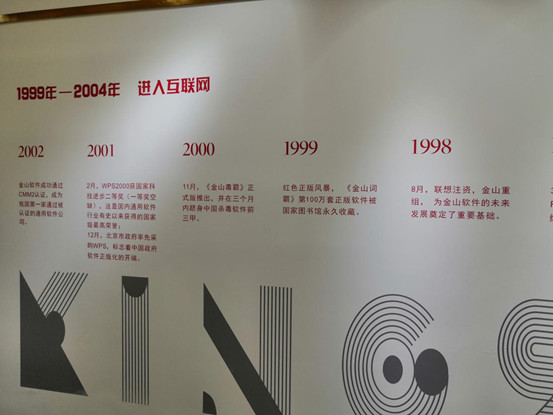 1999年—2004年 进入互联网
2002
金山软件成功通过
CMM2认证，成为
我国第一家通过被
认证的通用软件公
司。
2001
2月，WPS2000获国家科
技进步二等奖（一等奖空
缺），这是国内通用软件
行业有史以来获得的国家
级最高荣誉；
12月，北京市政府率先采
购WPS，标志着中国政府
软件正版化的开端。
2000
11月，《金山毒霸》正
式版推出，并在三个月
内跻身中国杀毒软件前
三甲。
1999
红色正版风暴，《金山词
霸》第100万套正版软件被
国家图书馆永久收藏。
1998
8月，联想注资，金山重
组，为金山软件的未来
发展奠定了重要基础。
KINGS